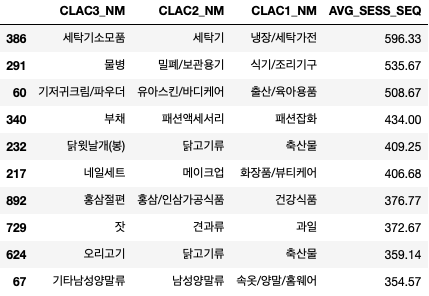 CLAC3_NM CLAC2_NM CLAC1_NM AVG_SESS_SEQ
386 세탁기소모품 세탁기 냉장/세탁가전 596.33
291 물병 밀폐/보관용기 식기/조리기구 535.67
60 기저귀크림/파우더 유아스킨/바디케어 출산/육아용품 508.67
340 부채 패션액세서리 패션잡화 434.00
232 닭윗날개(봉) 닭고기류 축산물 409.25
217 네일세트 메이크업 화장품/뷰티케어 406.68
892 홍삼절편 홍삼/인삼가공식품 건강식품 376.77
729 잣 견과류 과일 372.67
624 오리고기 닭고기류 축산물 359.14
67 기타남성양말류 남성양말류 속옷/양말/홈웨어 354.57